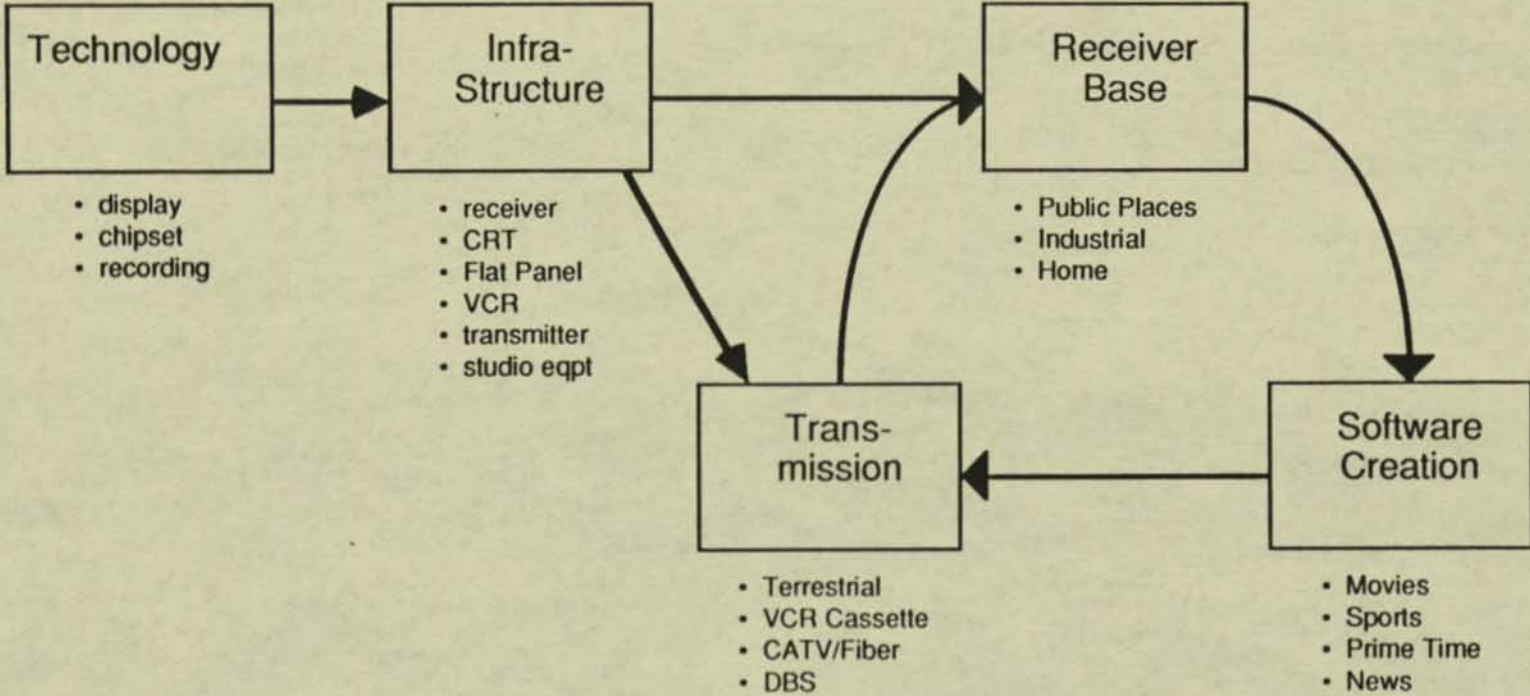 Technology
• display
• chipset
• recording
Infra-
Structure
• receiver
• CRT
• Flat Panel
• VCR
• transmitter
• studio eqpt
Receiver
Base
• Public Places
• Industrial
• Home
Trans-
mission
• Terrestrial
• VCR Cassette
• CATV/Fiber
• DBS
Software
Creation
• Movies
• Sports
• Prime Time
• News